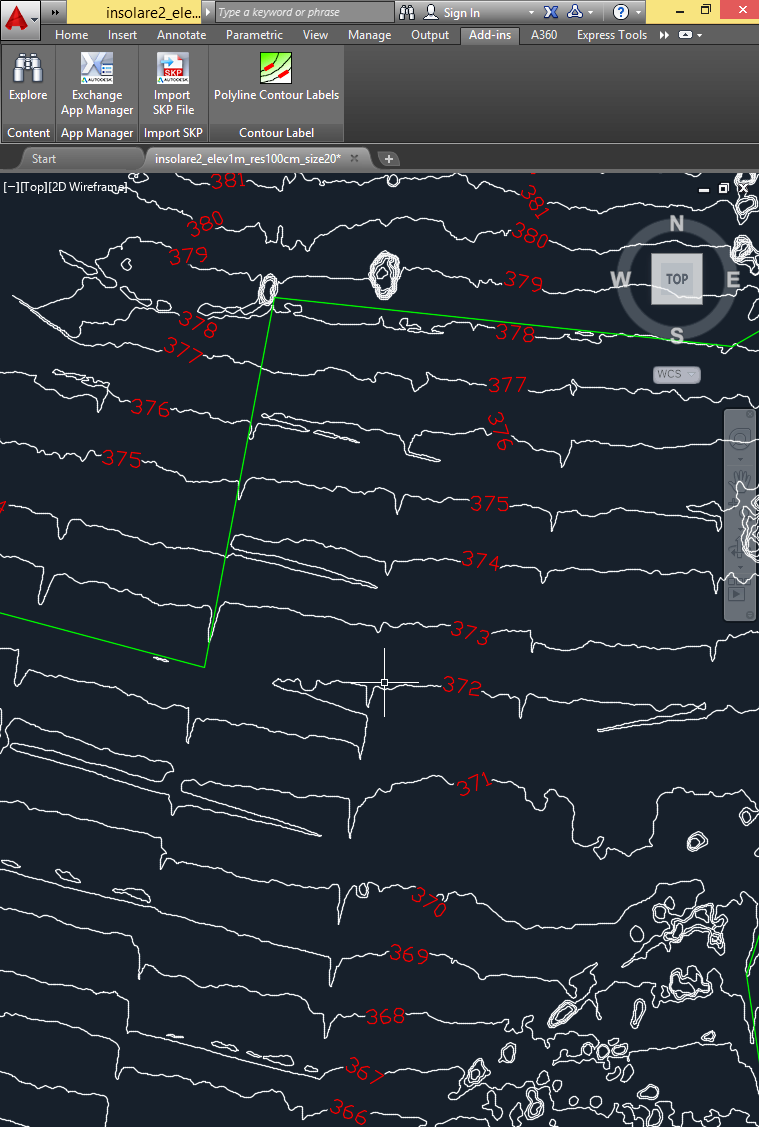 insolare2_ele...
Type a keyword or phrase
Sign In
Home Insert Annotate Parametric View Manage Output Add-ins A360 Express Tools
Explore
Exchange
App Manager
Import
SKP File
Polyline Contour Labels
AUTODESK
SKP
AUTODESK
Content App Manager Import SKP Contour Label
Start insolare2_elev1m_res100cm_size20*
[−][Top][2D Wireframe]
381
381
380
380
379
379
378
378
377
377
376
376
375
375
374
373
372
371
370
369
368
367
366
N
W TOP E
S
WCS